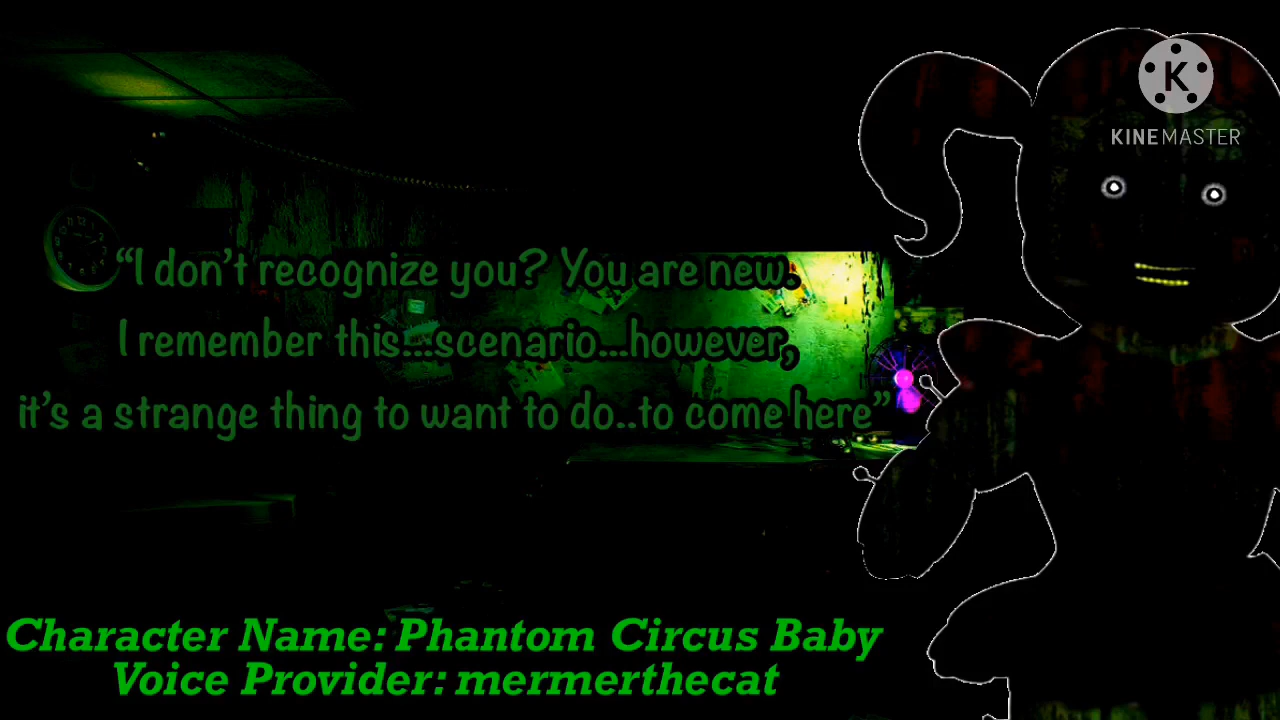 KINEMASTER
“I don’t recognize you? You are new.
I remember this...scenario...however,
it’s a strange thing to want to do..to come here”
Character Name: Phantom Circus Baby
Voice Provider: mermerthecat